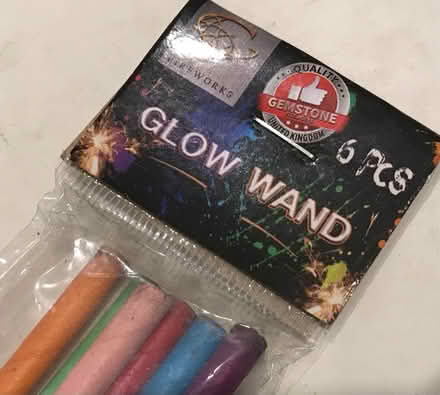 FIREWORKS
QUALITY
GEMSTONE
UNITED KINGDOM
6 PCS
GLOW WAND